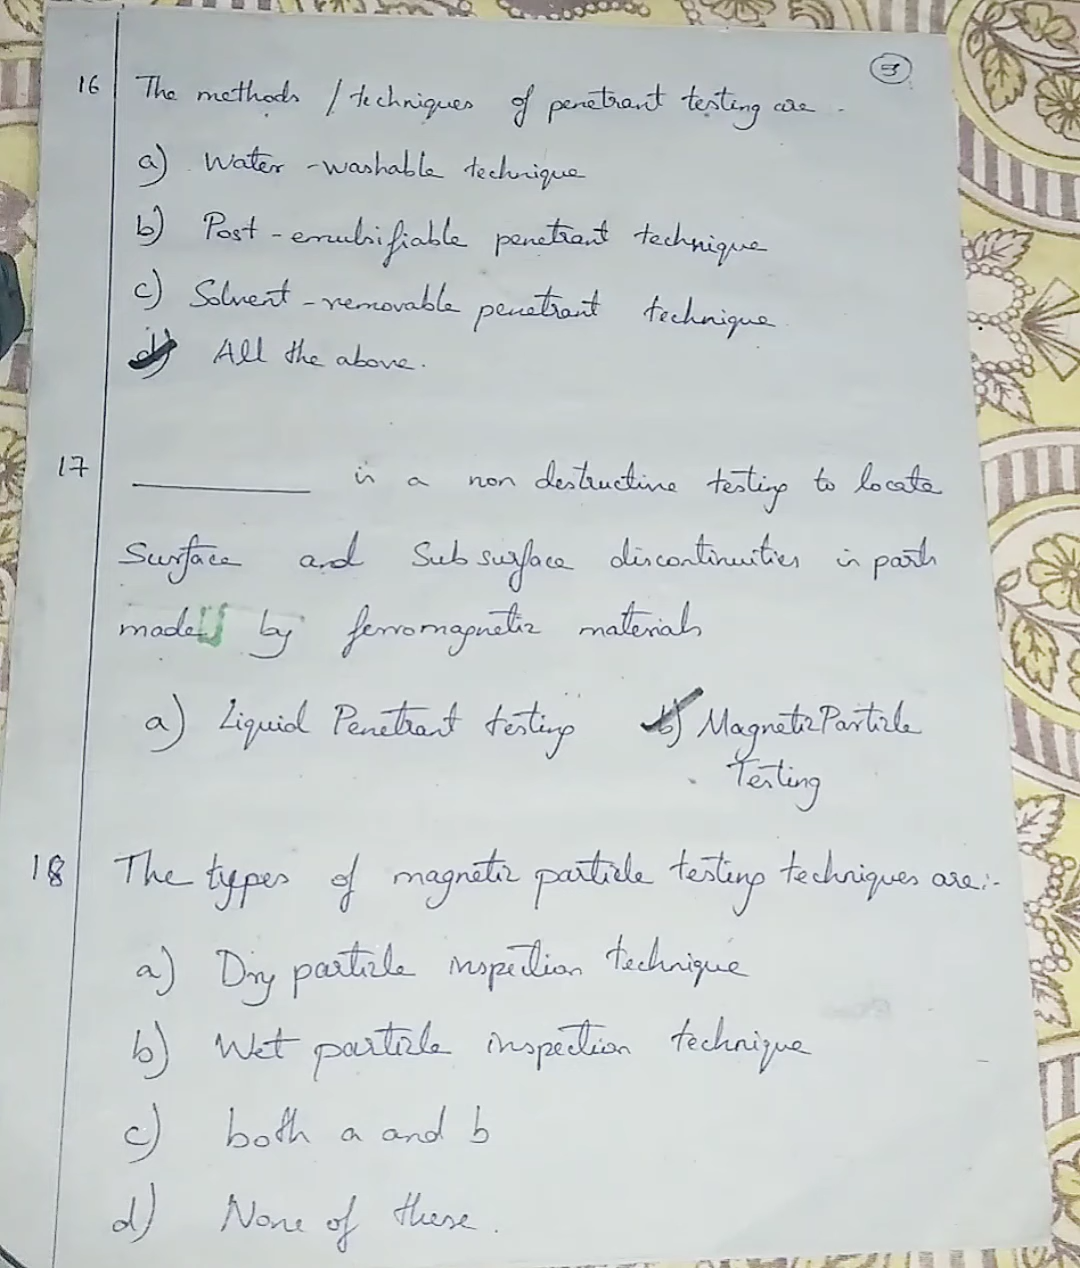 3
16 The methods / techniques of penetrant testing are -
a) Water -washable technique
b) Post -emulsifiable penetrant technique
c) Solvent -removable penetrant technique
d) All the above.
17 __________ is a non destructive testing to locate
surface and Subsurface discontinuities in parts
made by ferromagnetic materials
a) Liquid Penetrant testing b) Magnetic Particle
Testing
18 The types of magnetic particle testing techniques are:-
a) Dry particle inspection technique
b) Wet particle inspection technique
c) both a and b
d) None of these.